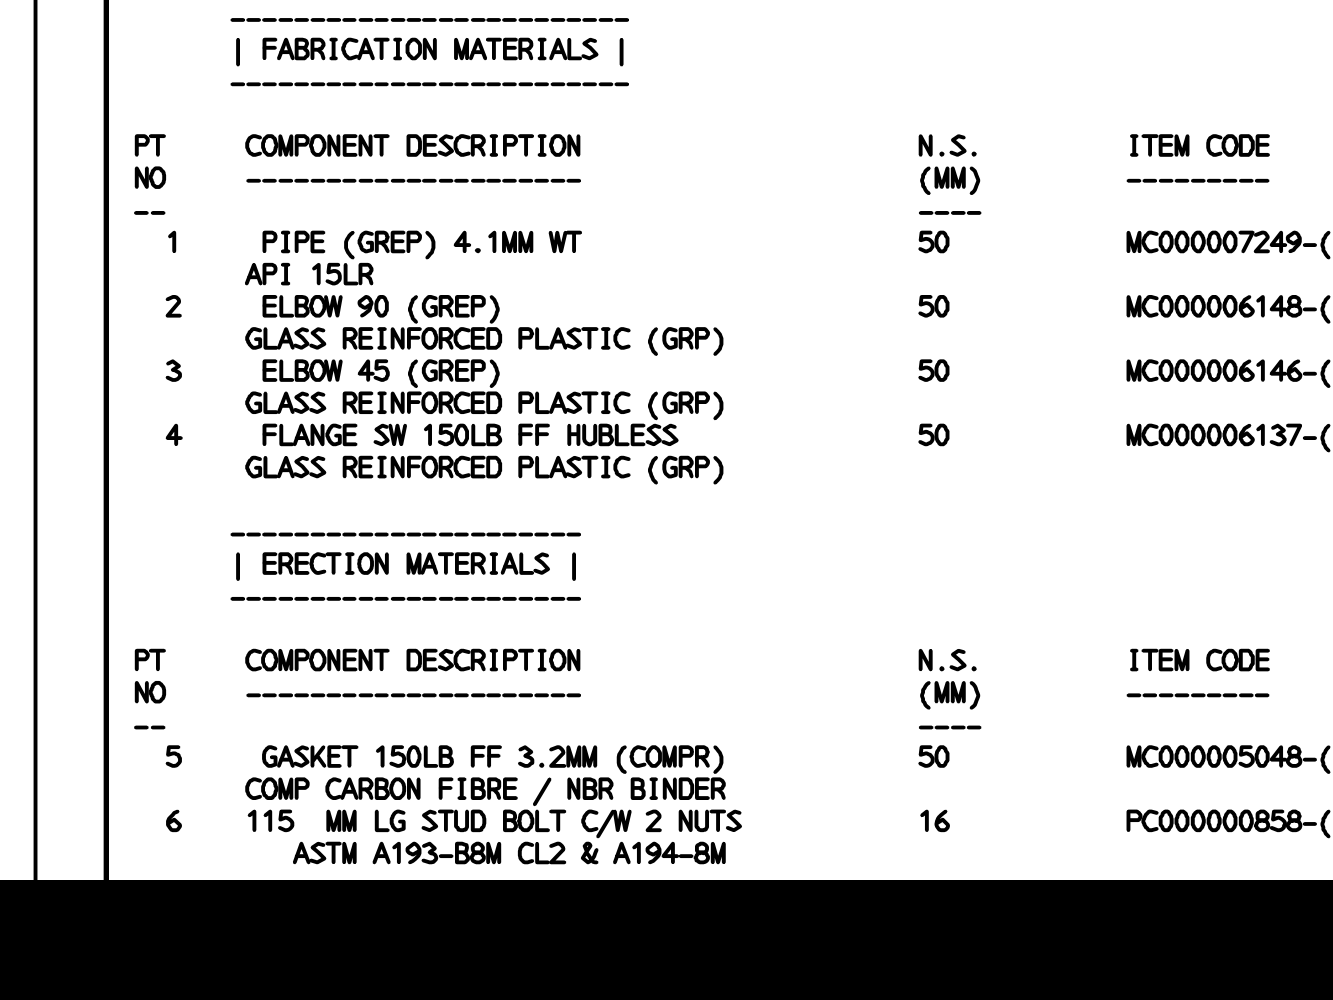 ------------------------- 
| FABRICATION MATERIALS |
-------------------------
PT COMPONENT DESCRIPTION N.S. ITEM CODE
NO --------------------- (MM) ---------
-- ----
1 PIPE (GREP) 4.1MM WT 50 MC000007249-(
API 15LR
2 ELBOW 90 (GREP) 50 MC000006148-(
GLASS REINFORCED PLASTIC (GRP)
3 ELBOW 45 (GREP) 50 MC000006146-(
GLASS REINFORCED PLASTIC (GRP)
4 FLANGE SW 150LB FF HUBLESS 50 MC000006137-(
GLASS REINFORCED PLASTIC (GRP)
----------------------
| ERECTION MATERIALS |
----------------------
PT COMPONENT DESCRIPTION N.S. ITEM CODE
NO --------------------- (MM) ---------
-- ----
5 GASKET 150LB FF 3.2MM (COMPR) 50 MC000005048-(
COMP CARBON FIBRE / NBR BINDER
6 115 MM LG STUD BOLT C/W 2 NUTS 16 PC000000858-(
ASTM A193-B8M CL2 & A194-8M